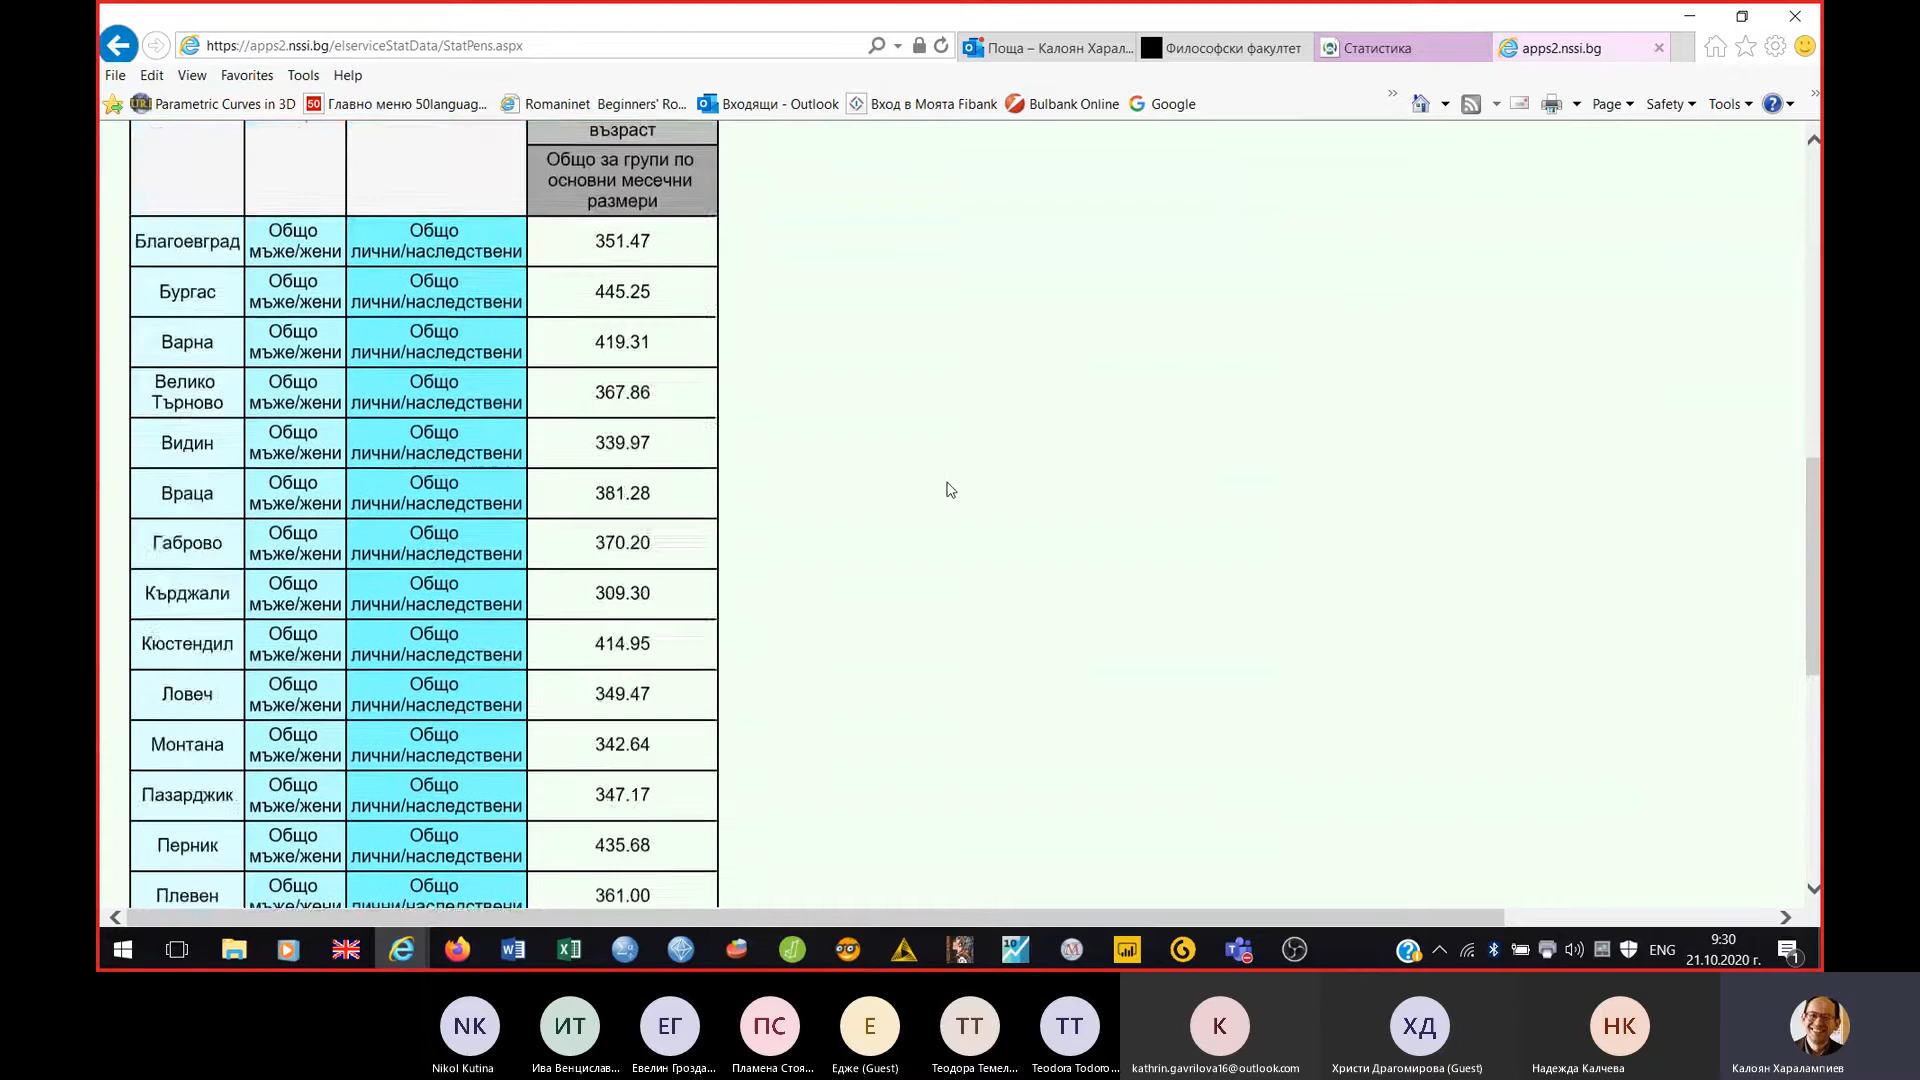 https://apps2.nssi.bg/elserviceStatData/StatPens.aspx
Поща – Калоян Харал...
Философски факултет
Статистика
apps2.nssi.bg
File Edit View Favorites Tools Help
Parametric Curves in 3D
50
Главно меню 50languag...
Romaninet Beginners' Ro...
Входящи - Outlook
Вход в Моята Fibank
Bulbank Online
Google
Page Safety Tools
възраст
Общо за групи по
основни месечни
размери
Благоевград
Общо
мъже/жени
Общо
лични/наследствени
351.47
Бургас
Общо
мъже/жени
Общо
лични/наследствени
445.25
Варна
Общо
мъже/жени
Общо
лични/наследствени
419.31
Велико
Търново
Общо
мъже/жени
Общо
лични/наследствени
367.86
Видин
Общо
мъже/жени
Общо
лични/наследствени
339.97
Враца
Общо
мъже/жени
Общо
лични/наследствени
381.28
Габрово
Общо
мъже/жени
Общо
лични/наследствени
370.20
Кърджали
Общо
мъже/жени
Общо
лични/наследствени
309.30
Кюстендил
Общо
мъже/жени
Общо
лични/наследствени
414.95
Ловеч
Общо
мъже/жени
Общо
лични/наследствени
349.47
Монтана
Общо
мъже/жени
Общо
лични/наследствени
342.64
Пазарджик
Общо
мъже/жени
Общо
лични/наследствени
347.17
Перник
Общо
мъже/жени
Общо
лични/наследствени
435.68
Плевен
Общо
мъже/жени
Общо
лични/наследствени
361.00
ENG
9:30
21.10.2020 г.
1
NK
ИТ
ЕГ
ПС
Е
ТТ
ТТ
К
ХД
НК
Nikol Kutina
Ива Венцислав...
Евелин Грозда...
Пламена Стоя...
Едже (Guest)
Теодора Темел...
Teodora Todoro...
kathrin.gavrilova16@outlook.com
Христи Драгомирова (Guest)
Надежда Калчева
Калоян Харалампиев